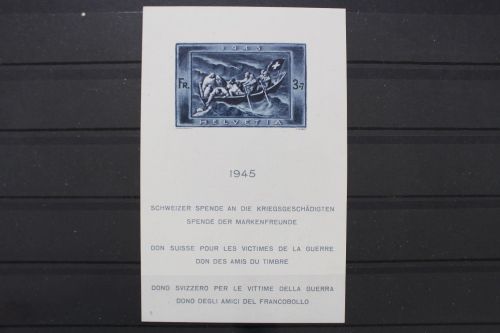 1945
FR. 3.-7
HELVETIA
1945
SCHWEIZER SPENDE AN DIE KRIEGSGESCHÄDIGTEN
SPENDE DER MARKENFREUNDE
DON SUISSE POUR LES VICTIMES DE LA GUERRE
DON DES AMIS DU TIMBRE
DONO SVIZZERO PER LE VITTIME DELLA GUERRA
DONO DEGLI AMICI DEL FRANCOBOLLO